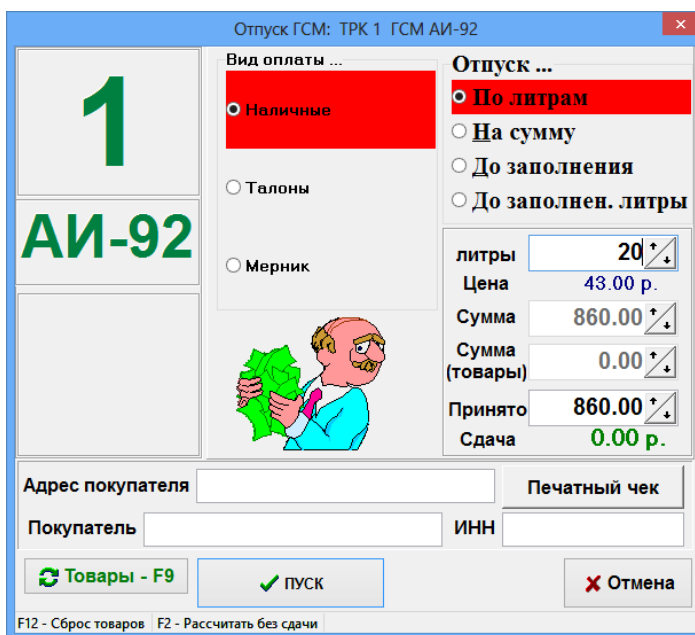 Отпуск ГСМ: ТРК 1 ГСМ АИ-92
1
АИ-92
Вид оплаты ...
Наличные
Талоны
Мерник
Отпуск ...
По литрам
На сумму
До заполнения
До заполнен. литры
литры 20
Цена 43.00 р.
Сумма 860.00
Сумма (товары) 0.00
Принято 860.00
Сдача 0.00 р.
Адрес покупателя
Печатный чек
Покупатель
ИНН
Товары - F9
ПУСК
Отмена
F12 - Сброс товаров F2 - Рассчитать без сдачи